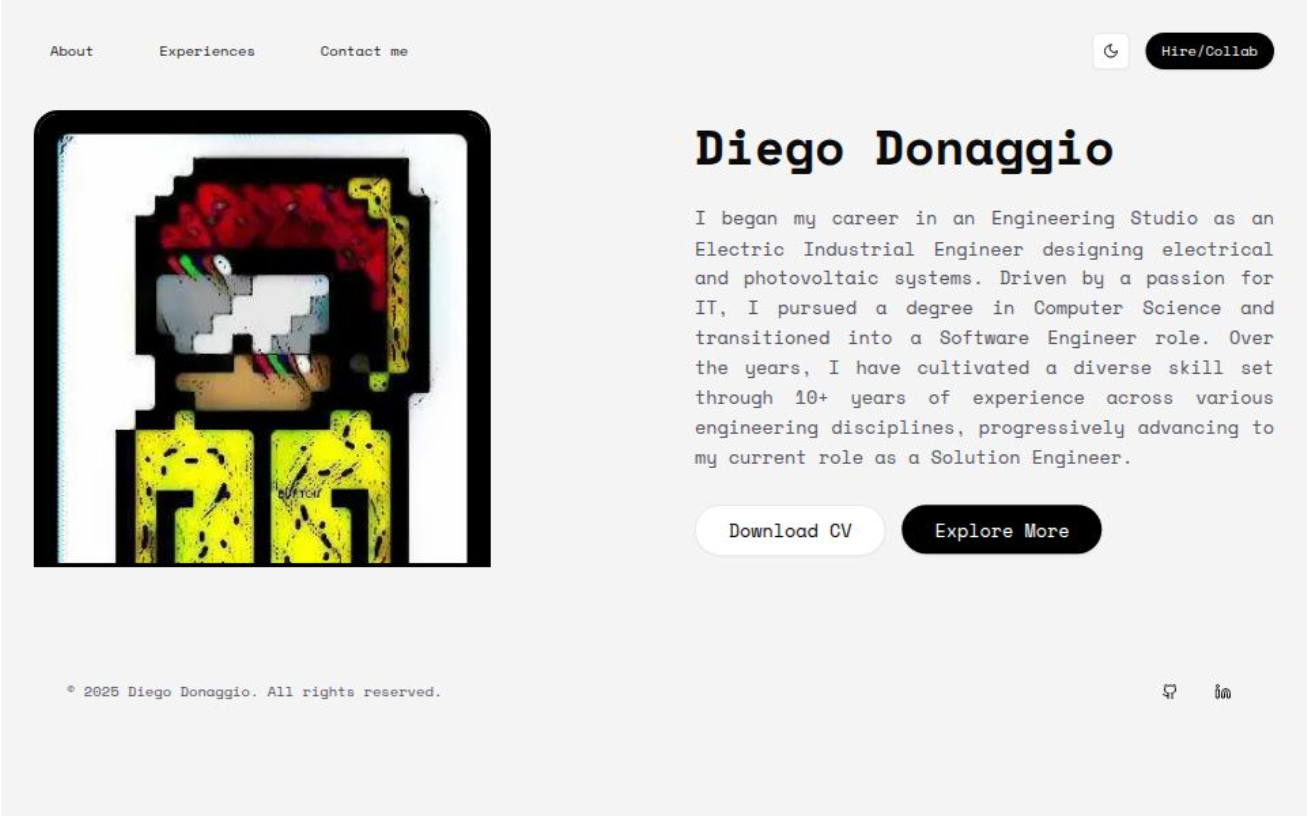 About Experiences Contact me Hire/Collab
Diego Donaggio
I began my career in an Engineering Studio as an
Electric Industrial Engineer designing electrical
and photovoltaic systems. Driven by a passion for
IT, I pursued a degree in Computer Science and
transitioned into a Software Engineer role. Over
the years, I have cultivated a diverse skill set
through 10+ years of experience across various
engineering disciplines, progressively advancing to
my current role as a Solution Engineer.
Download CV Explore More
© 2025 Diego Donaggio. All rights reserved.